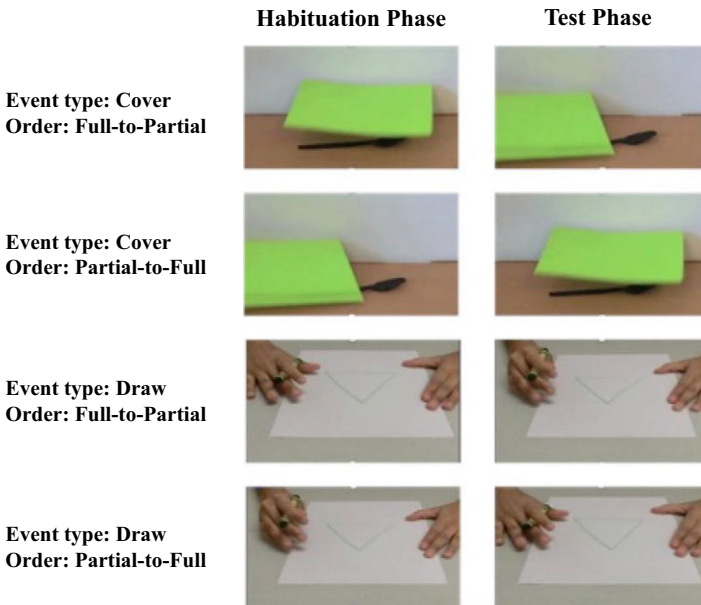 Habituation Phase Test Phase
Event type: Cover
Order: Full-to-Partial
Event type: Cover
Order: Partial-to-Full
Event type: Draw
Order: Full-to-Partial
Event type: Draw
Order: Partial-to-Full